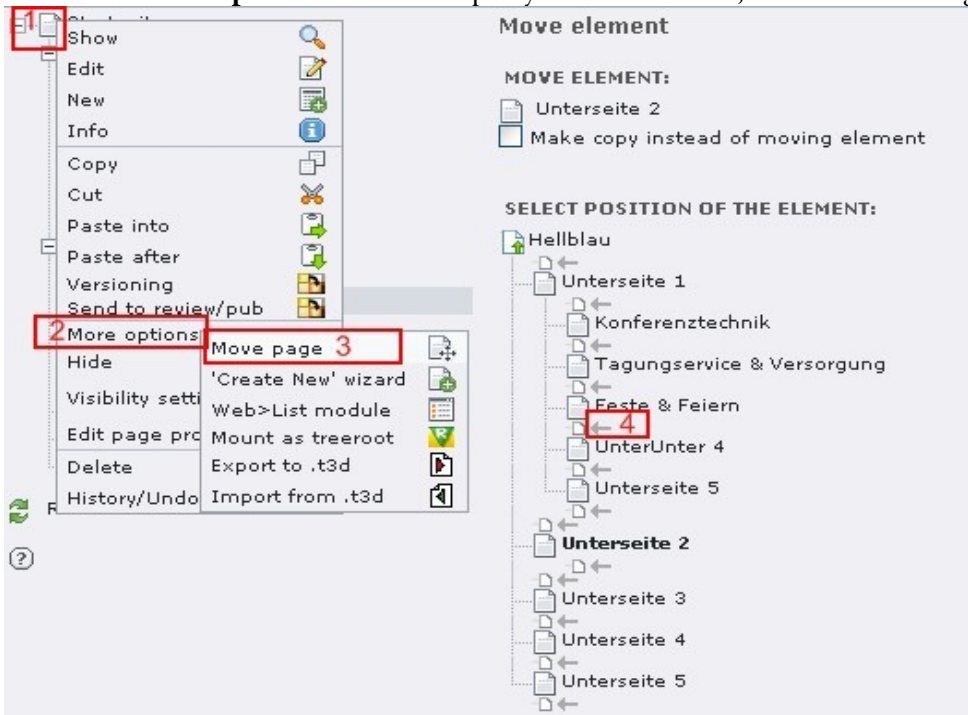 1
Show
Edit
New
Info
Copy
Cut
Paste into
Paste after
Versioning
Send to review/pub
2 More options
Hide
Visibility setti
Edit page pro
Delete
History/Undo
Move page 3
'Create New' wizard
Web>List module
Mount as treeroot
Export to .t3d
Import from .t3d
R
?
Move element
MOVE ELEMENT:
Unterseite 2
Make copy instead of moving element
SELECT POSITION OF THE ELEMENT:
Hellblau
Unterseite 1
Konferenztechnik
Tagungservice & Versorgung
Feste & Feiern
4
UnterUnter 4
Unterseite 5
Unterseite 2
Unterseite 3
Unterseite 4
Unterseite 5